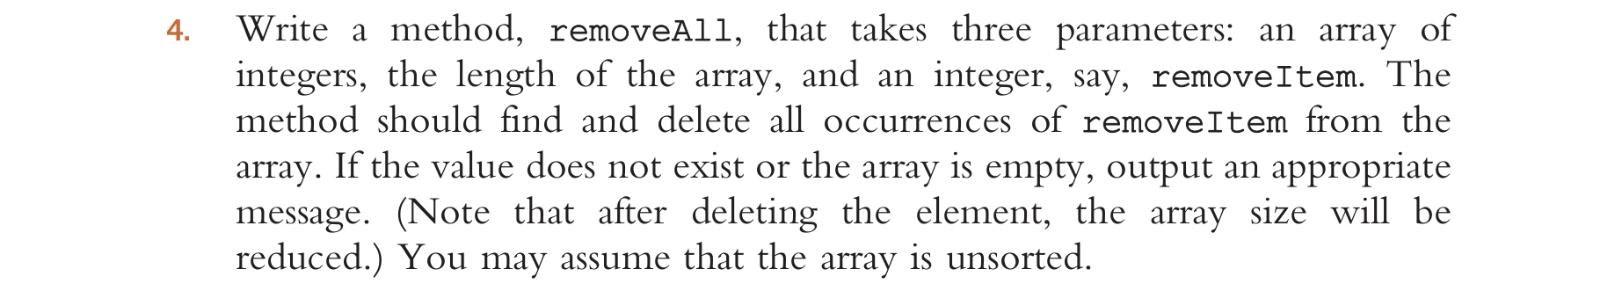 4. Write a method, removeAll, that takes three parameters: an array of
integers, the length of the array, and an integer, say, removeItem. The
method should find and delete all occurrences of removeItem from the
array. If the value does not exist or the array is empty, output an appropriate
message. (Note that after deleting the element, the array size will be
reduced.) You may assume that the array is unsorted.